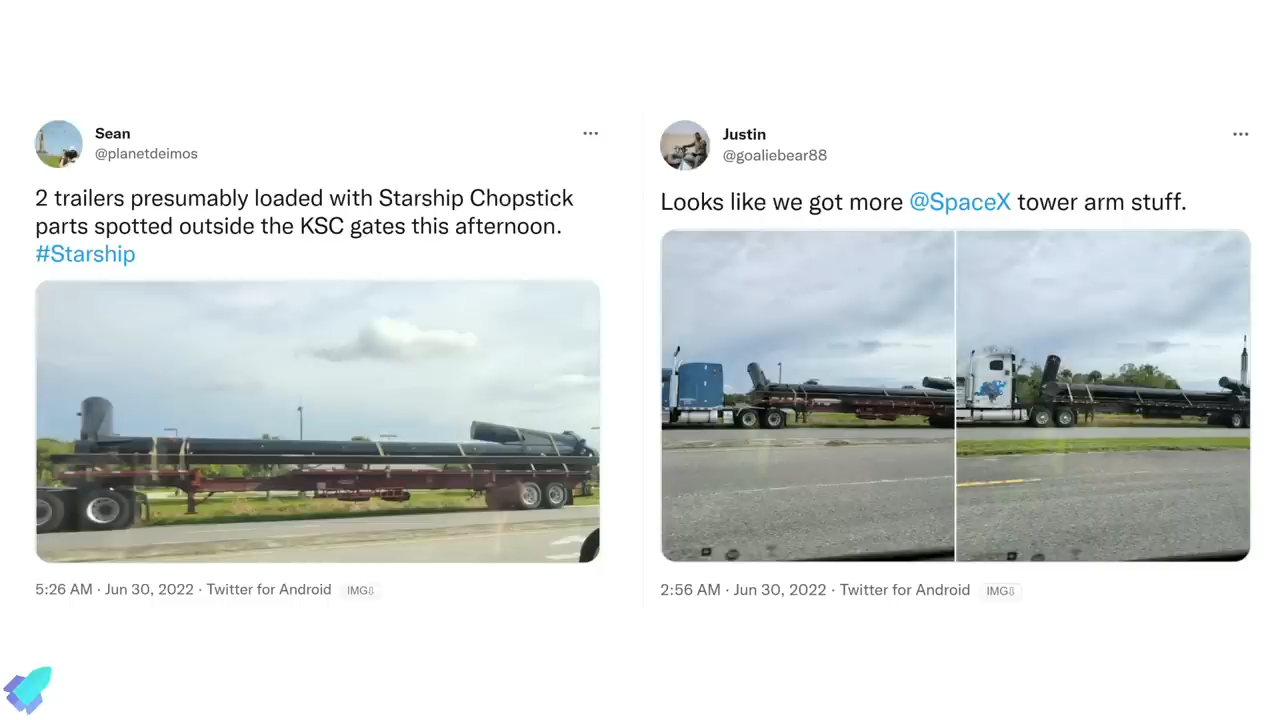 Sean
@planetdeimos
2 trailers presumably loaded with Starship Chopstick
parts spotted outside the KSC gates this afternoon.
#Starship
5:26 AM · Jun 30, 2022 · Twitter for Android IMG⇩
Justin
@goaliebear88
Looks like we got more @SpaceX tower arm stuff.
2:56 AM · Jun 30, 2022 · Twitter for Android IMG⇩